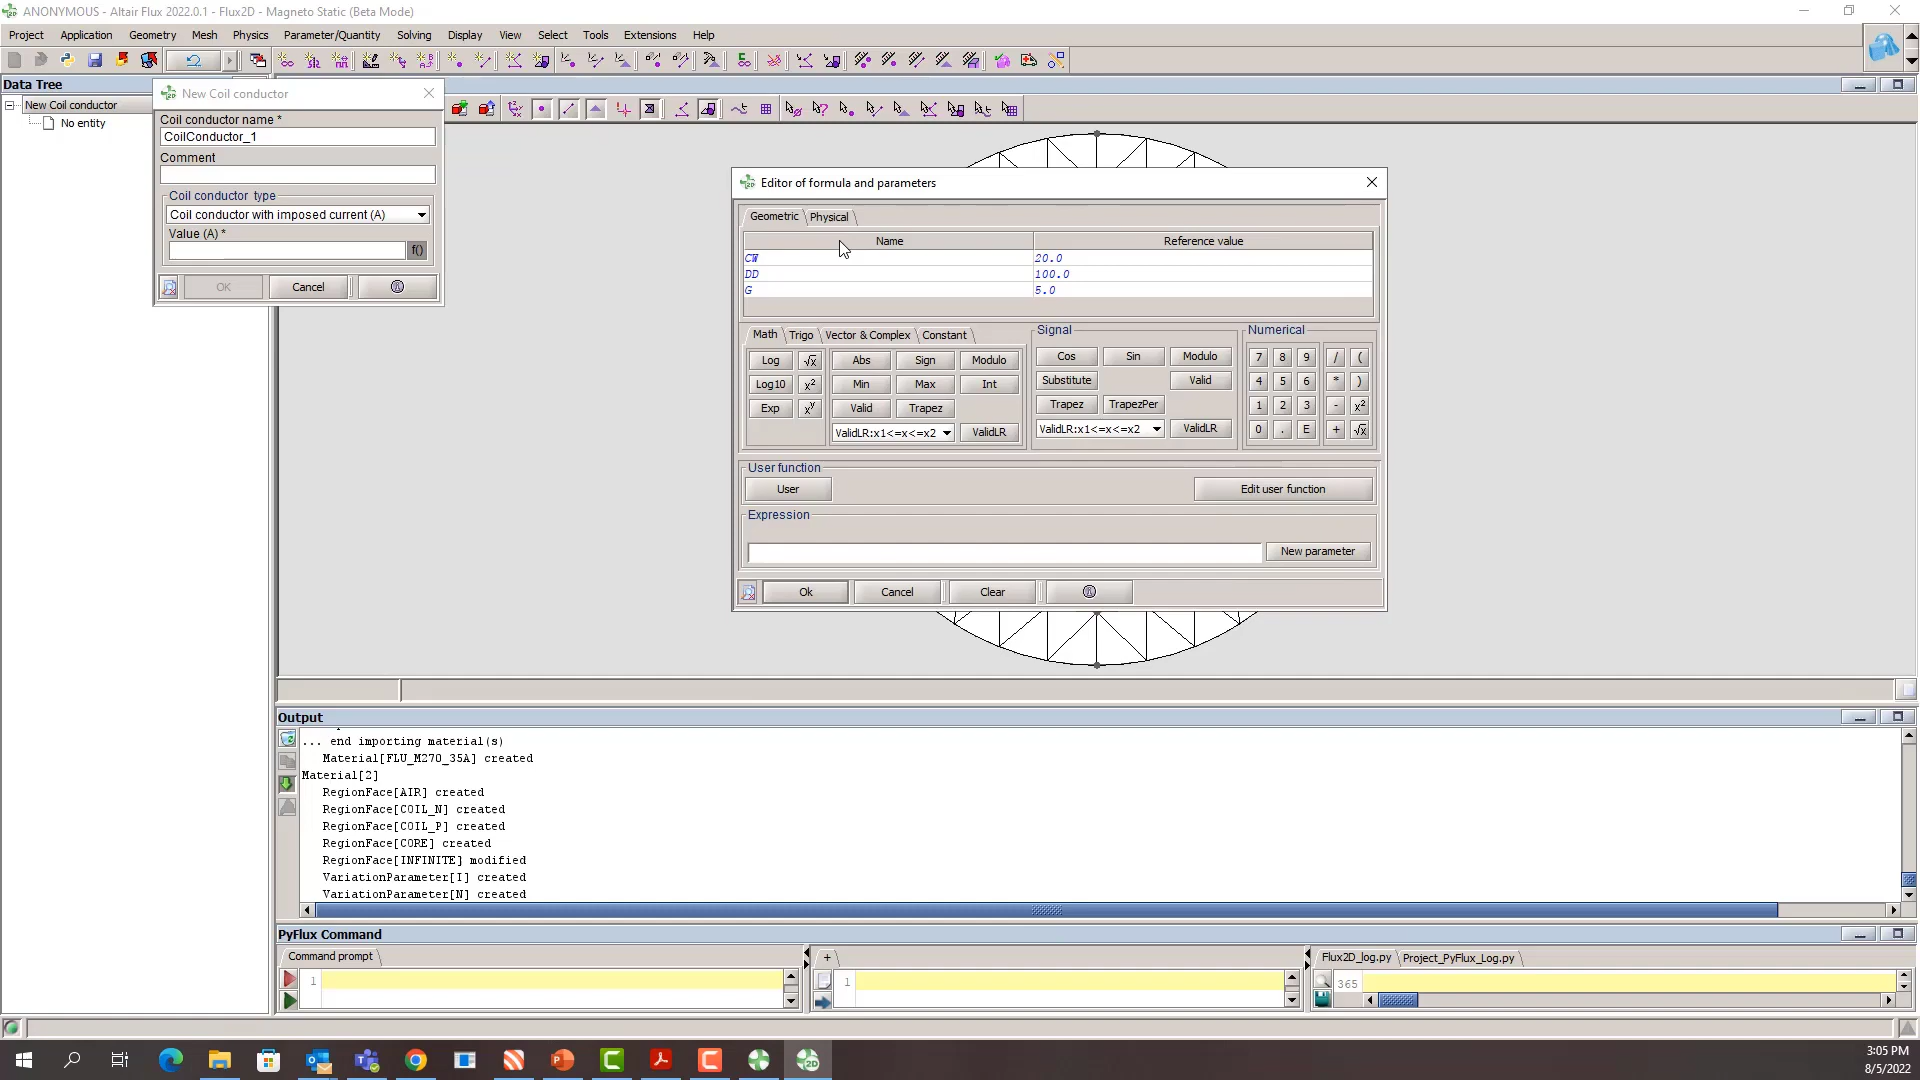 ANONYMOUS - Altair Flux 2022.0.1 - Flux2D - Magneto Static (Beta Mode)
Project Application Geometry Mesh Physics Parameter/Quantity Solving Display View Select Tools Extensions Help
Data Tree
New Coil conductor
No entity
New Coil conductor
Coil conductor name *
CoilConductor_1
Comment
Coil conductor type
Coil conductor with imposed current (A)
Value (A) *
f()
OK Cancel
Editor of formula and parameters
Geometric Physical
Name Reference value
CW 20.0
DD 100.0
G 5.0
Math Trigo Vector & Complex Constant
Log √x Abs Sign Modulo
Log10 x² Min Max Int
Exp xʸ Valid Trapez
ValidLR:x1<=x<=x2 ValidLR
Signal
Cos Sin Modulo
Substitute Valid
Trapez TrapezPer
ValidLR:x1<=x<=x2 ValidLR
Numerical
7 8 9 / (
4 5 6 * )
1 2 3 - x²
0 . E + √x
User function
User Edit user function
Expression
New parameter
Ok Cancel Clear
Output
... end importing material(s)
Material[FLU_M270_35A] created
Material[2]
RegionFace[AIR] created
RegionFace[COIL_N] created
RegionFace[COIL_P] created
RegionFace[CORE] created
RegionFace[INFINITE] modified
VariationParameter[I] created
VariationParameter[N] created
PyFlux Command
Command prompt
1
+
1
Flux2D_log.py Project_PyFlux_Log.py
365
3:05 PM
8/5/2022